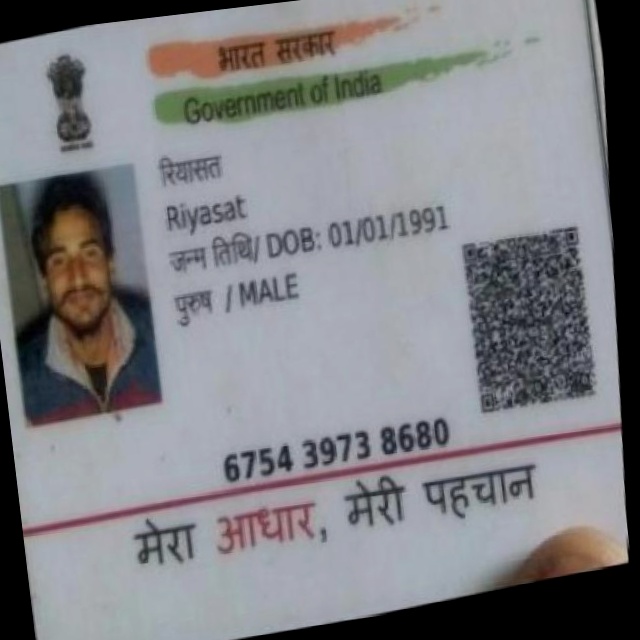 भारत सरकार
Government of India
रियासत
Riyasat
जन्म तिथि/ DOB: 01/01/1991
पुरुष / MALE
6754 3973 8680
मेरा आधार, मेरी पहचान